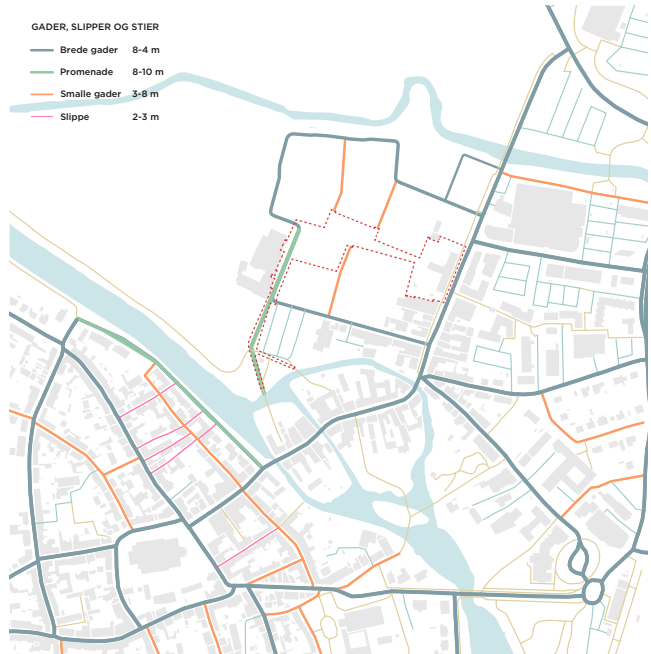 GADER, SLIPPER OG STIER
Brede gader 8-4 m
Promenade 8-10 m
Smalle gader 3-8 m
Slippe 2-3 m